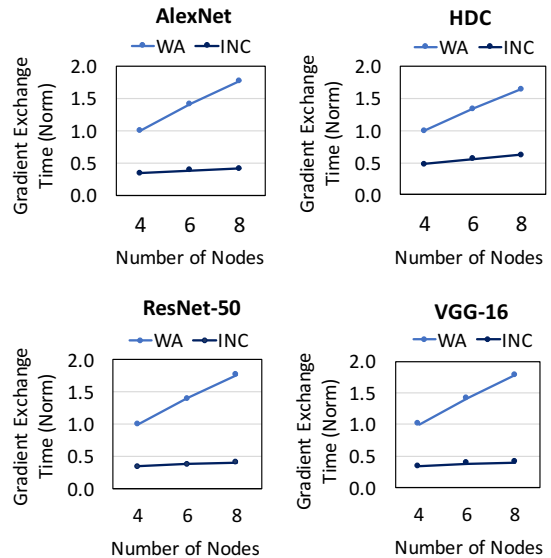 AlexNet
WA INC
Gradient Exchange
Time (Norm)
2.0
1.5
1.0
0.5
0.0
4 6 8
Number of Nodes
HDC
WA INC
Gradient Exchange
Time (Norm)
2.0
1.5
1.0
0.5
0.0
4 6 8
Number of Nodes
ResNet-50
WA INC
Gradient Exchange
Time (Norm)
2.0
1.5
1.0
0.5
0.0
4 6 8
Number of Nodes
VGG-16
WA INC
Gradient Exchange
Time (Norm)
2.0
1.5
1.0
0.5
0.0
4 6 8
Number of Nodes